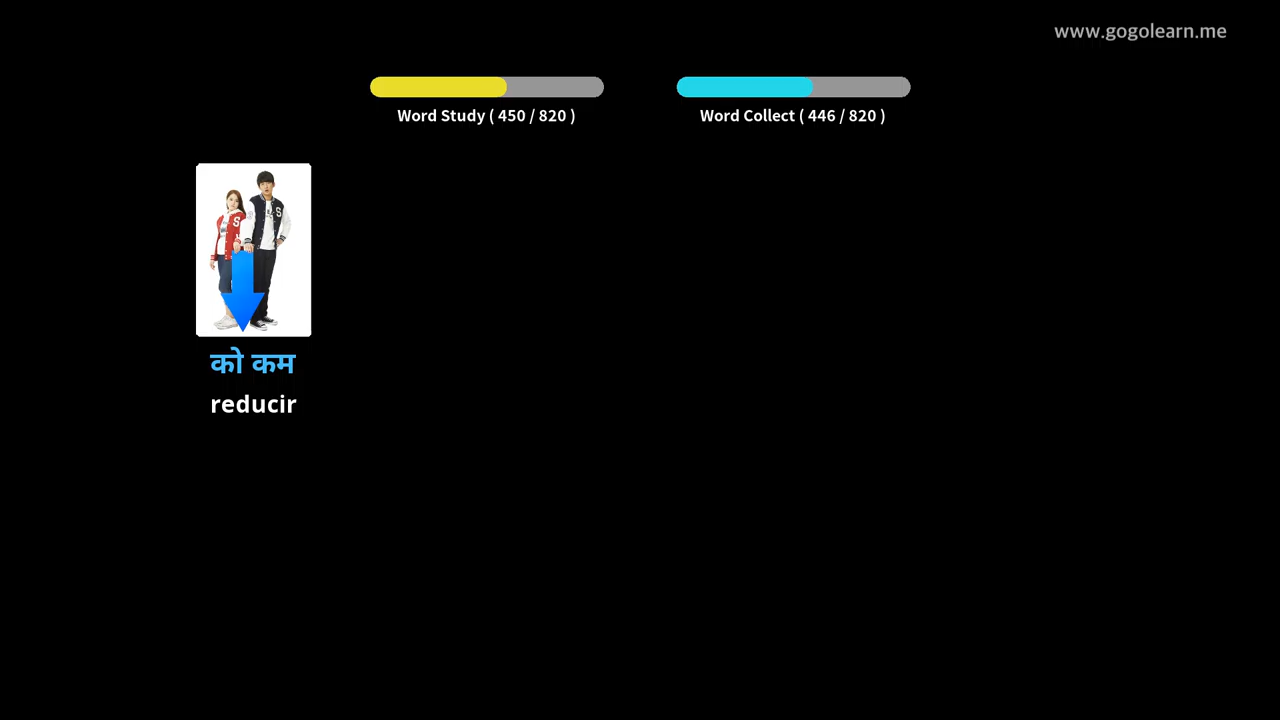 www.gogolearn.me
Word Study ( 450 / 820 )
Word Collect ( 446 / 820 )
S
S
को कम
reducir